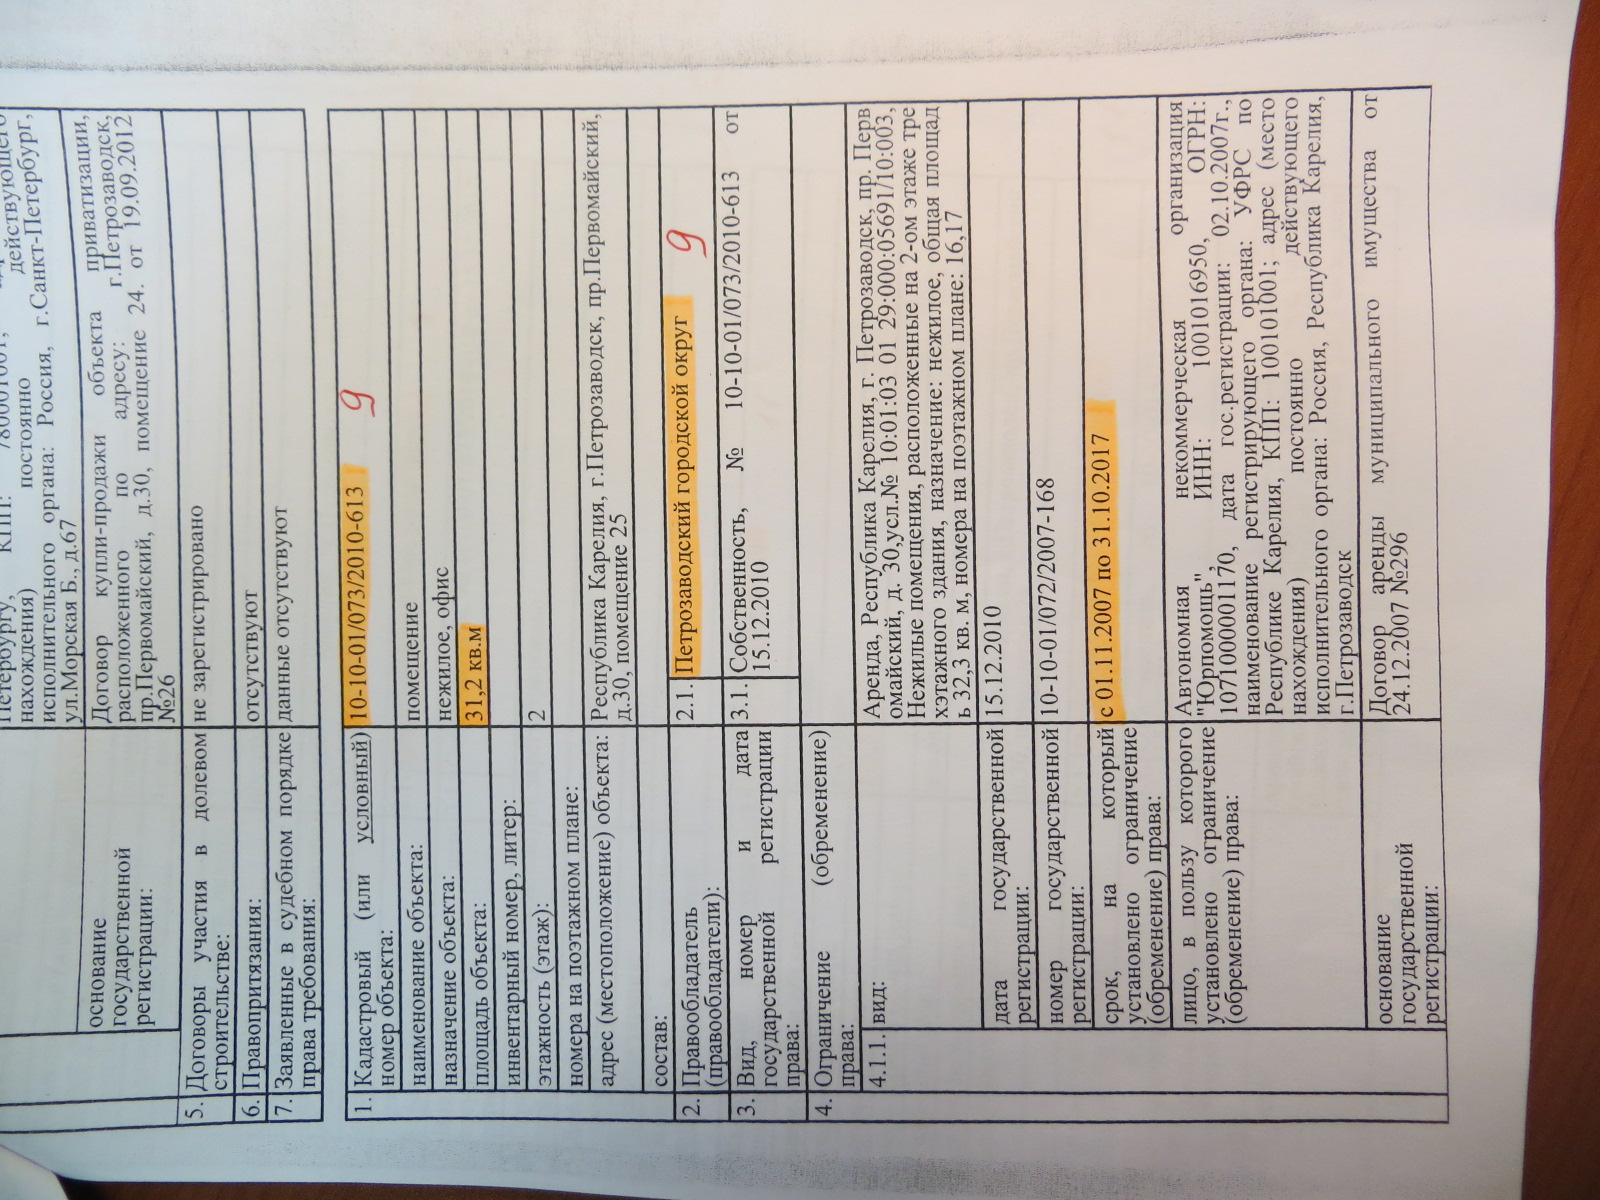 Петербургу, КПП: 780001001;
нахождения) постоянно действующего
исполнительного органа: Россия, г.Санкт-Петербург,
ул.Морская Б., д.67
основание
государственной
регистрации:
Договор купли-продажи объекта приватизации,
расположенного по адресу: г.Петрозаводск,
пр.Первомайский, д.30, помещение 24. от 19.09.2012
№26
5. Договоры участия в долевом
строительстве:
не зарегистрировано
6. Правопритязания:
отсутствуют
7. Заявленные в судебном порядке
права требования:
данные отсутствуют
1. Кадастровый (или условный)
номер объекта:
10-10-01/073/2010-613 9
наименование объекта:
помещение
назначение объекта:
нежилое, офис
площадь объекта:
31,2 кв.м
инвентарный номер, литер:
этажность (этаж):
2
номера на поэтажном плане:
адрес (местоположение) объекта:
Республика Карелия, г.Петрозаводск, пр.Первомайский,
д.30, помещение 25
состав:
2. Правообладатель
(правообладатели):
2.1. Петрозаводский городской округ 9
3. Вид, номер и дата
государственной регистрации
права:
3.1. Собственность, № 10-10-01/073/2010-613 от
15.12.2010
4. Ограничение (обременение)
права:
4.1.1. вид:
Аренда, Республика Карелия, г. Петрозаводск, пр. Перв
омайский, д. 30,усл.№ 10:01:03 01 29:000:05691/10:003,
Нежилые помещения, расположенные на 2-ом этаже тре
хэтажного здания, назначение: нежилое, общая площад
ь 32,3 кв. м, номера на поэтажном плане: 16,17
дата государственной
регистрации:
15.12.2010
номер государственной
регистрации:
10-10-01/072/2007-168
срок, на который
установлено ограничение
(обременение) права:
с 01.11.2007 по 31.10.2017
лицо, в пользу которого
установлено ограничение
(обременение) права:
Автономная некоммерческая организация
"Юрпомощь", ИНН: 1001016950, ОГРН:
1071000001170, дата гос.регистрации: 02.10.2007г.,
наименование регистрирующего органа: УФРС по
Республике Карелия, КПП: 100101001; адрес (место
нахождения) постоянно действующего
исполнительного органа: Россия, Республика Карелия,
г.Петрозаводск
основание
государственной
регистрации:
Договор аренды муниципального имущества от
24.12.2007 №296